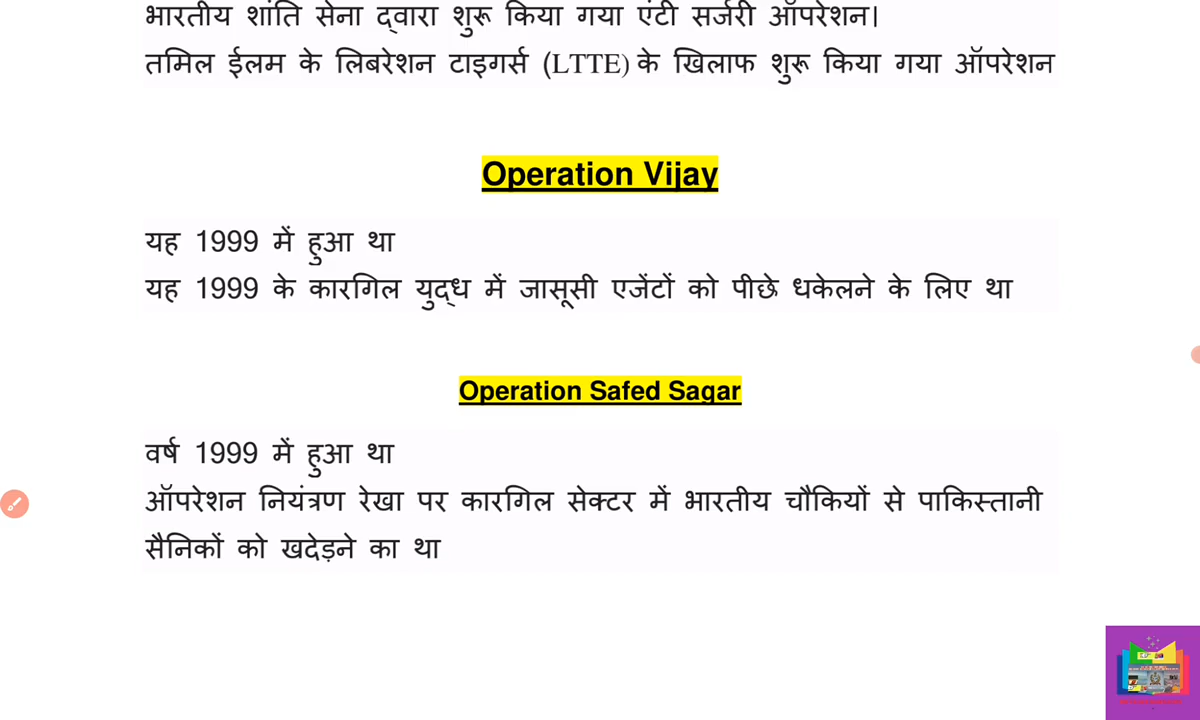 भारतीय शांति सेना द्वारा शुरू किया गया एंटी सर्जरी ऑपरेशन।
तमिल ईलम के लिबरेशन टाइगर्स (LTTE) के खिलाफ शुरू किया गया ऑपरेशन
Operation Vijay
यह 1999 में हुआ था
यह 1999 के कारगिल युद्ध में जासूसी एजेंटों को पीछे धकेलने के लिए था
Operation Safed Sagar
वर्ष 1999 में हुआ था
ऑपरेशन नियंत्रण रेखा पर कारगिल सेक्टर में भारतीय चौकियों से पाकिस्तानी
सैनिकों को खदेड़ने का था